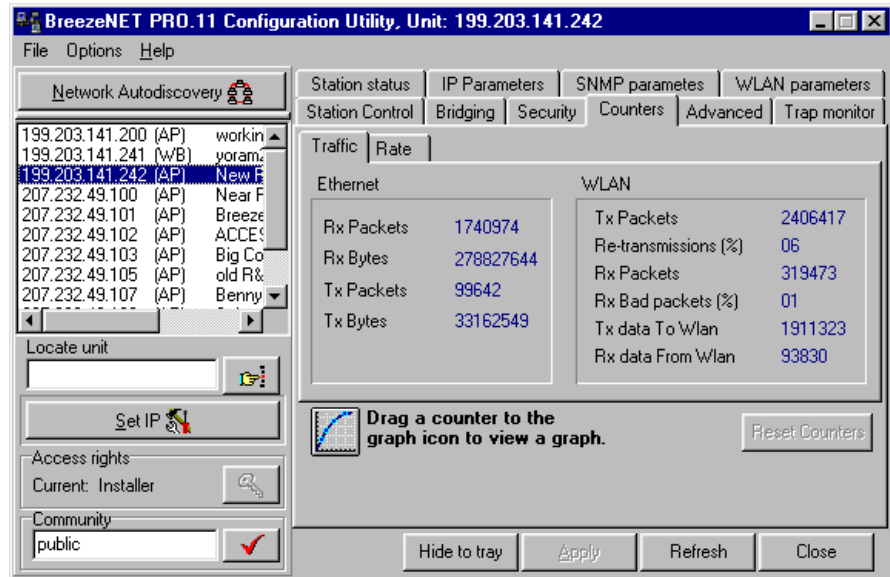 BreezeNET PRO.11 Configuration Utility, Unit: 199.203.141.242
File Options Help
Network Autodiscovery
199.203.141.200 (AP) workin
199.203.141.241 (WB) yoram
199.203.141.242 (AP) New
207.232.49.100 (AP) Near F
207.232.49.101 (AP) Breeze
207.232.49.102 (AP) ACCES
207.232.49.103 (AP) Big Co
207.232.49.105 (AP) old R&
207.232.49.107 (AP) Benny
Locate unit
Set IP
Access rights
Current: Installer
Community
public
Station status IP Parameters SNMP parametes WLAN parameters
Station Control Bridging Security Counters Advanced Trap monitor
Traffic Rate
Ethernet
Rx Packets 1740974
Rx Bytes 278827644
Tx Packets 99642
Tx Bytes 33162549
WLAN
Tx Packets 2406417
Re-transmissions (%) 06
Rx Packets 319473
Rx Bad packets (%) 01
Tx data To Wlan 1911323
Rx data From Wlan 93830
Drag a counter to the
graph icon to view a graph.
Reset Counters
Hide to tray Apply Refresh Close